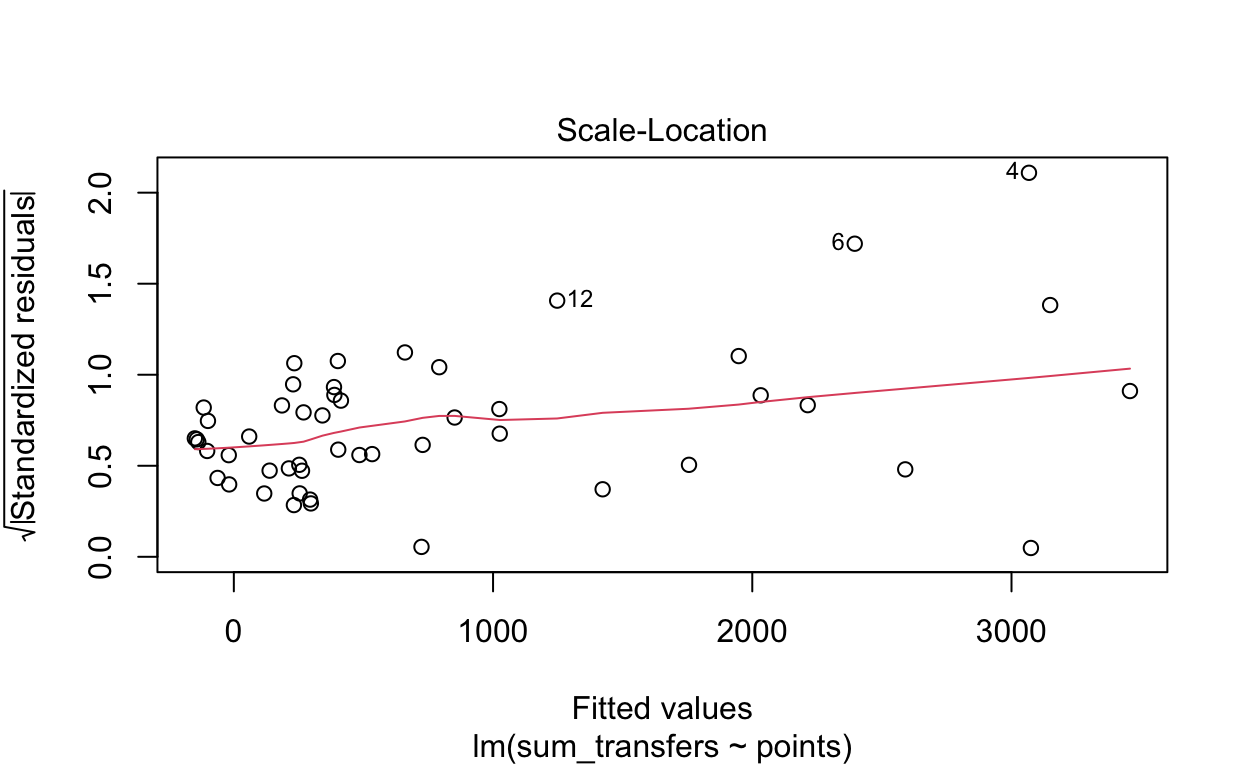 Scale-Location
√|Standardized residuals|
2.0
1.5
1.0
0.5
0.0
4
6
12
0 1000 2000 3000
Fitted values
lm(sum_transfers ~ points)